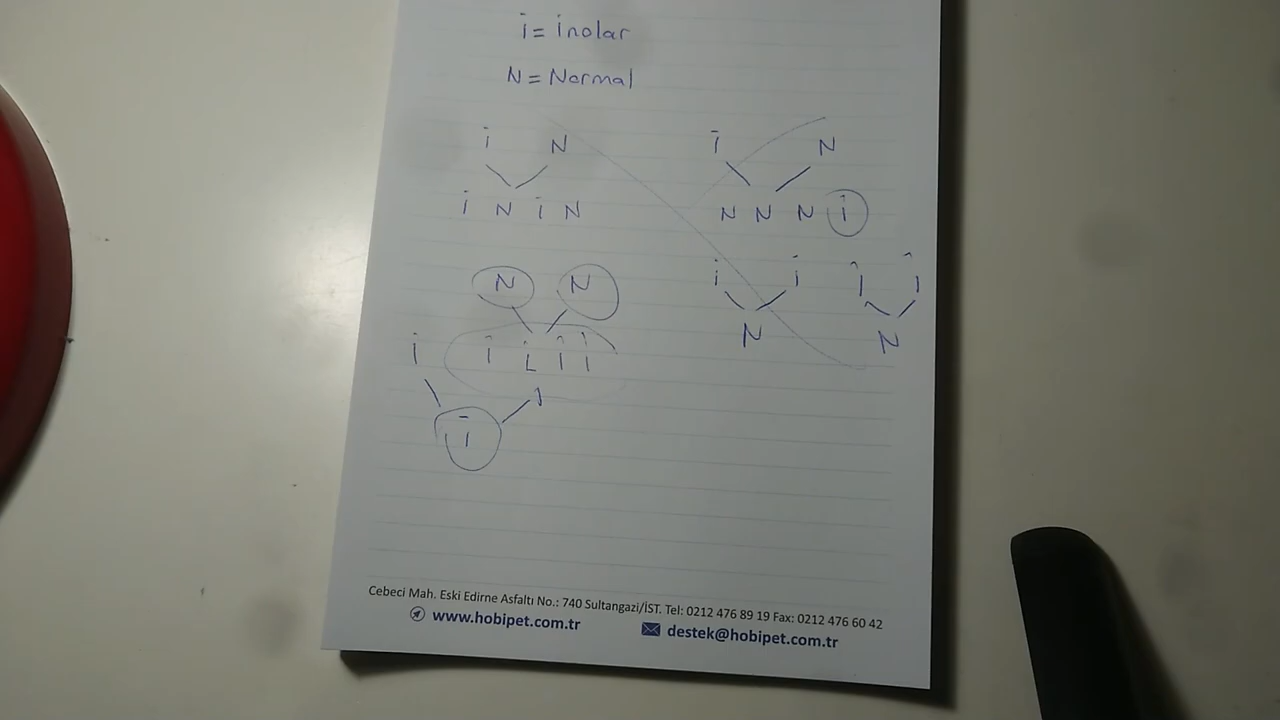 i = inolar
N = Normal
i N
i N
i N i N
N N N i
N N
i i
i i
i
i i i i
N
N
i
Cebeci Mah. Eski Edirne Asfaltı No.: 740 Sultangazi/İST. Tel: 0212 476 89 19 Fax: 0212 476 60 42
www.hobipet.com.tr
destek@hobipet.com.tr